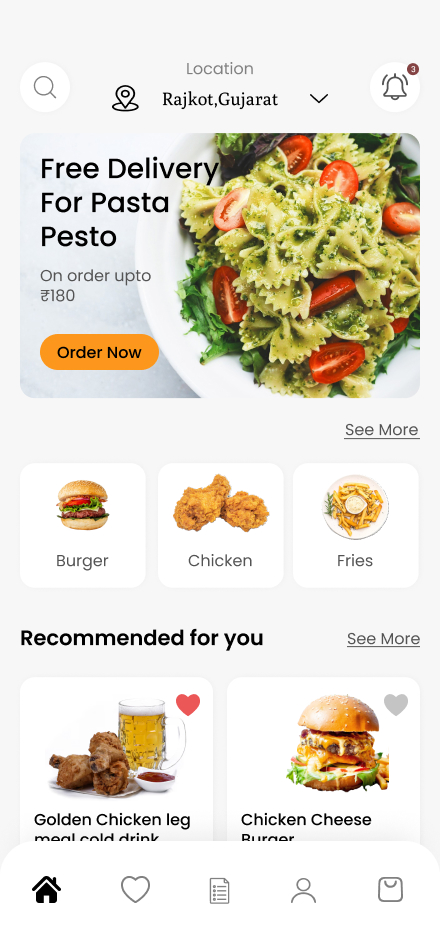 Location
3
Rajkot,Gujarat
Free Delivery
For Pasta
Pesto
On order upto
₹180
Order Now
See More
Burger
Chicken
Fries
Recommended for you
See More
Golden Chicken leg
meal cold drink
Chicken Cheese
Burger